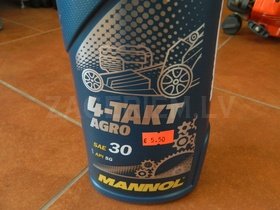 4-TAKT
AGRO
€ 5.50
SAE 30
API SG
MANNOL